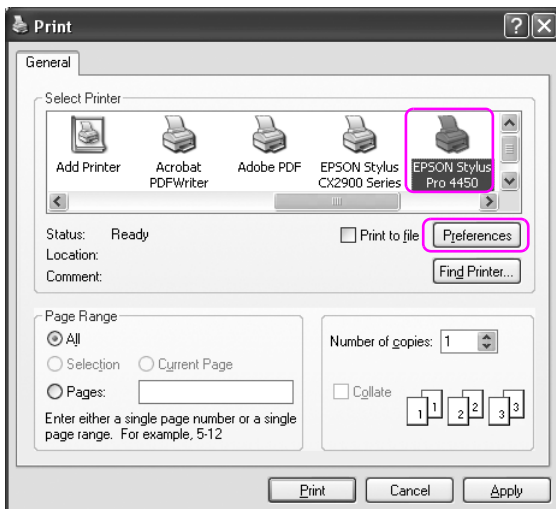 Print
General
Select Printer
Add Printer
Acrobat PDFWriter
Adobe PDF
EPSON Stylus CX2900 Series
EPSON Stylus Pro 4450
Status: Ready
Location:
Comment:
Print to file
Preferences
Find Printer...
Page Range
All
Selection
Current Page
Pages:
Enter either a single page number or a single
page range. For example, 5-12
Number of copies: 1
Collate
1 1 2 2 3 3
Print
Cancel
Apply